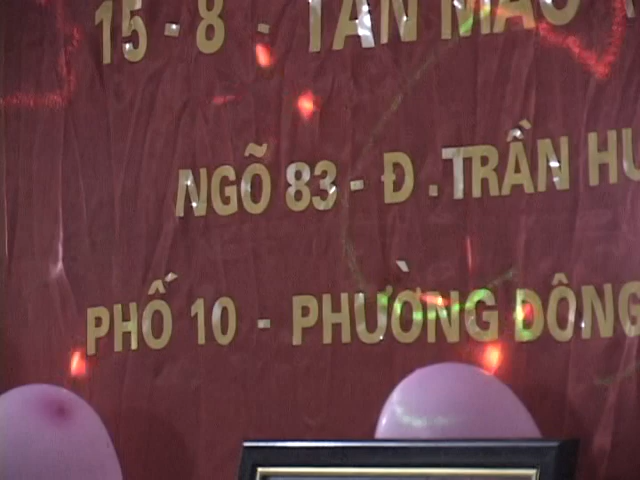 15 - 8 - TÂN MÃO
NGÕ 83 - Đ . TRẦN
PHỐ 10 - PHƯỜNG ĐÔNG